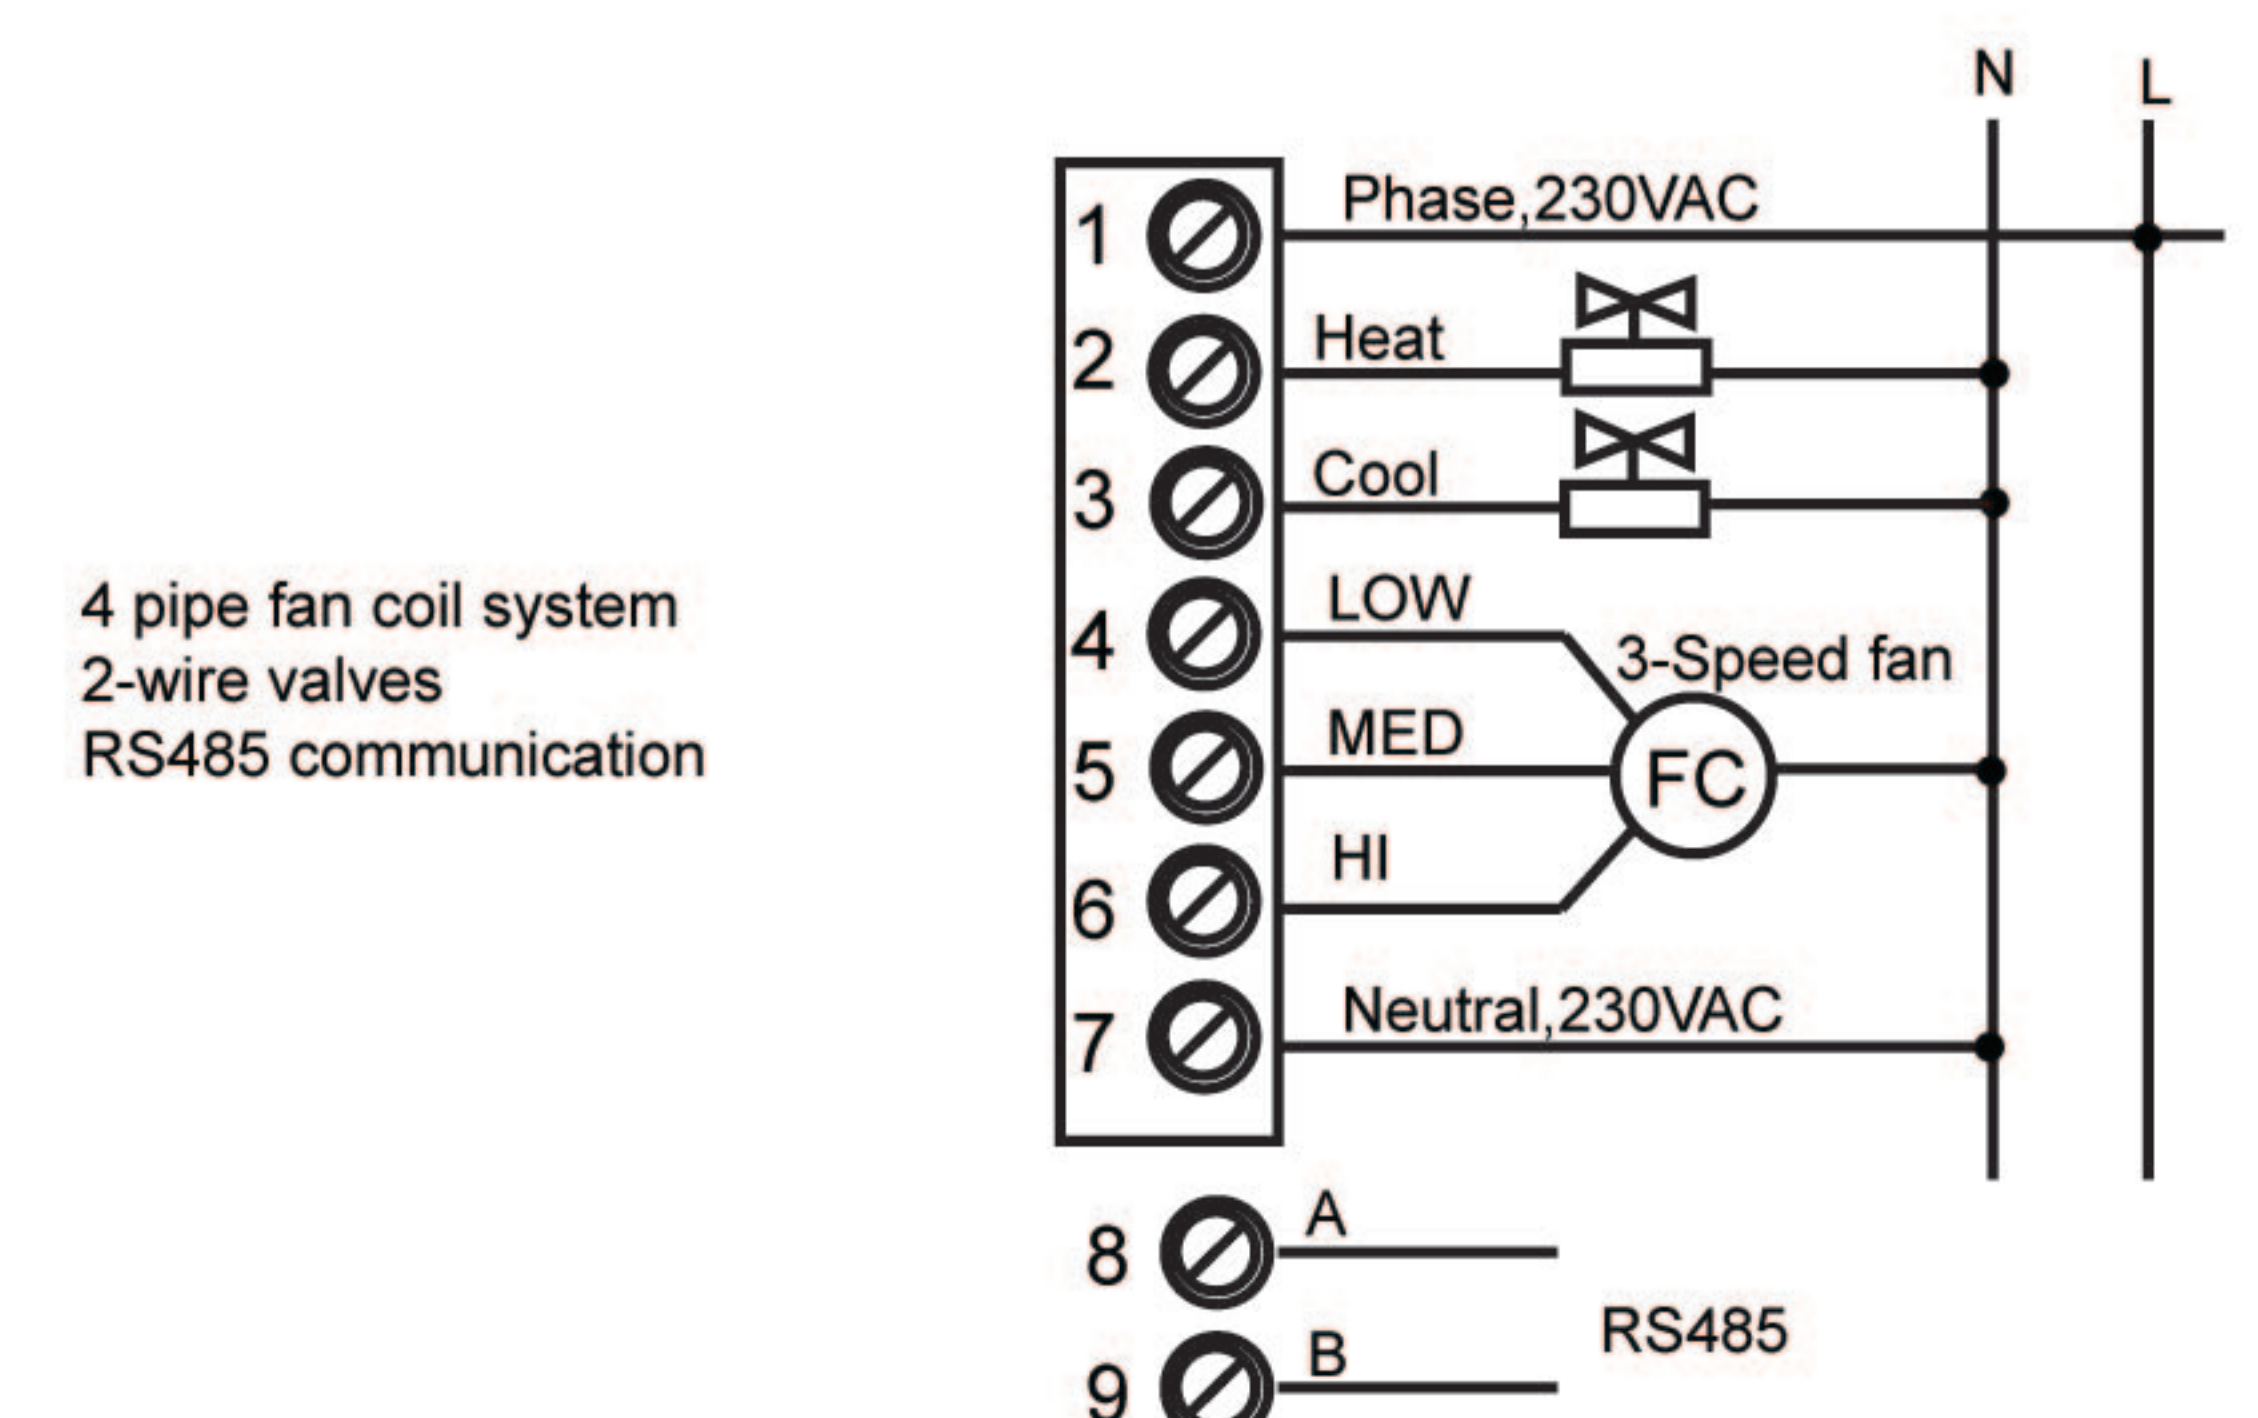 N
L
1
Phase,230VAC
2
Heat
3
Cool
4 pipe fan coil system
2-wire valves
RS485 communication
4
LOW
3-Speed fan
5
MED
FC
6
HI
7
Neutral,230VAC
8
A
RS485
9
B